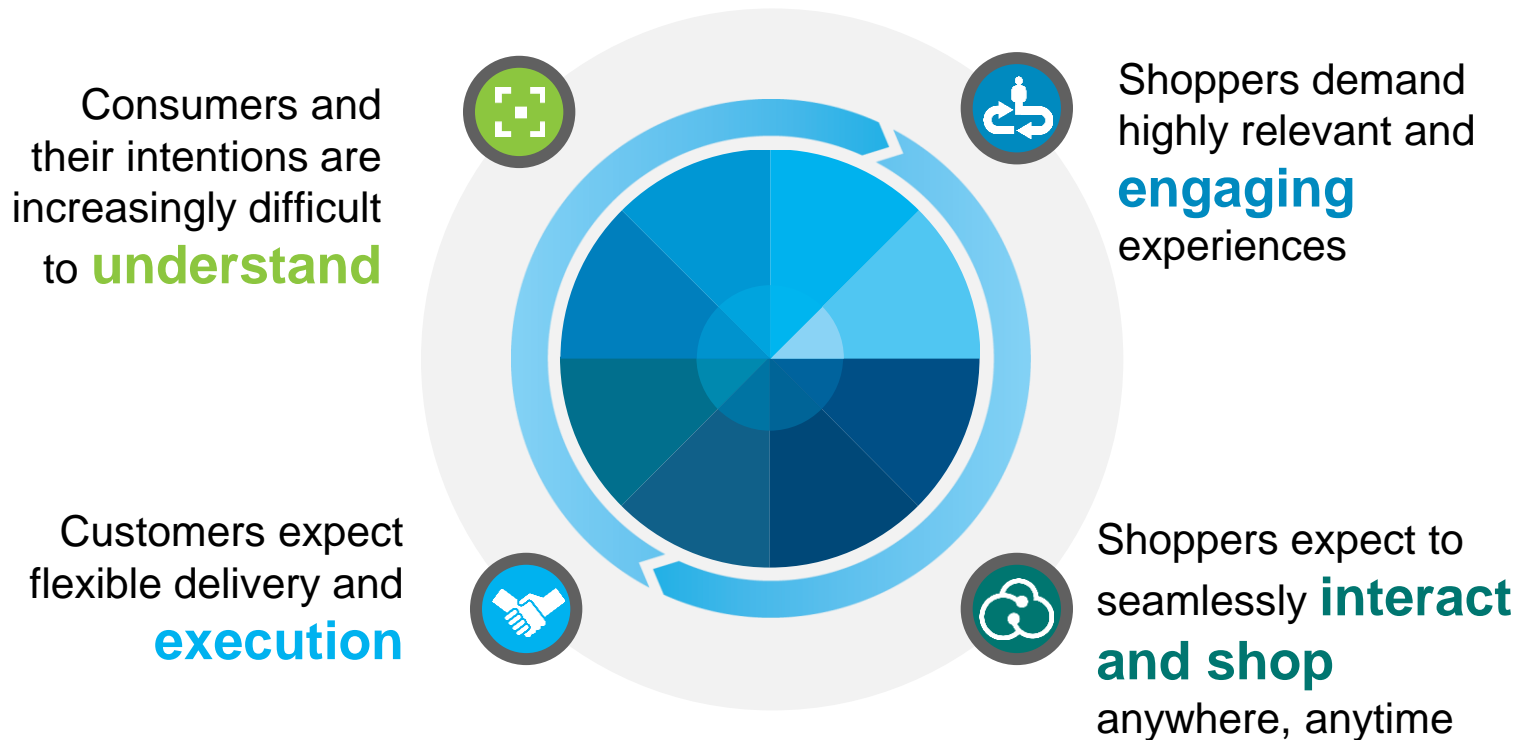 Consumers and
their intentions are
increasingly difficult
to understand
Shoppers demand
highly relevant and
engaging
experiences
Customers expect
flexible delivery and
execution
Shoppers expect to
seamlessly interact
and shop
anywhere, anytime